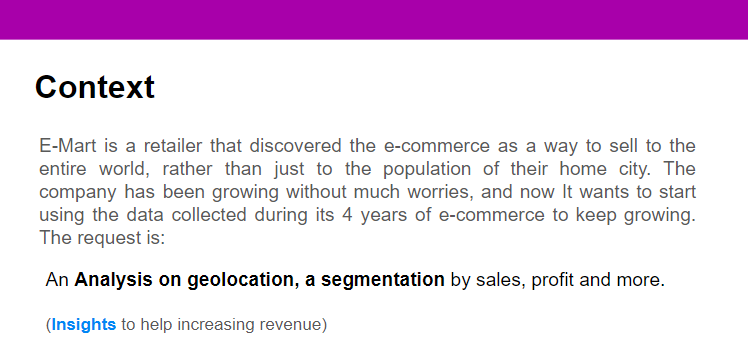 Context
E-Mart is a retailer that discovered the e-commerce as a way to sell to the
entire world, rather than just to the population of their home city. The
company has been growing without much worries, and now It wants to start
using the data collected during its 4 years of e-commerce to keep growing.
The request is:
An Analysis on geolocation, a segmentation by sales, profit and more.
(Insights to help increasing revenue)